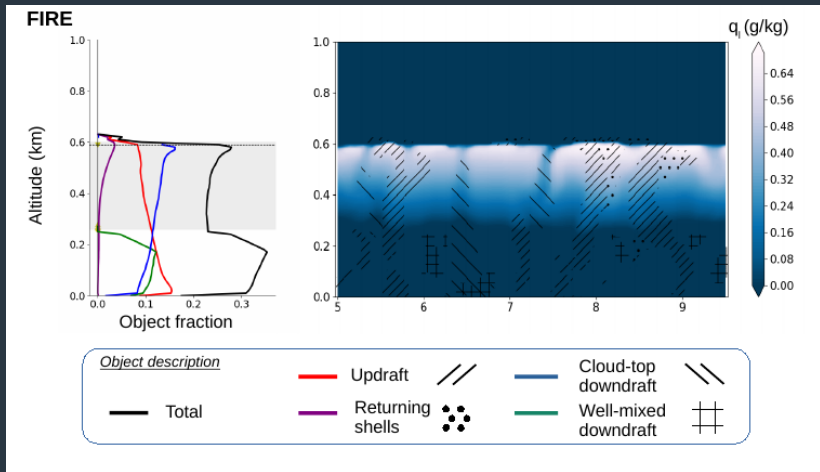 FIRE
q_l (g/kg)
1.0
0.8
0.6
0.4
0.2
0.0
Altitude (km)
0.0 0.1 0.2 0.3
Object fraction
1.0
0.8
0.6
0.4
0.2
0.0
5 6 7 8 9
0.64
0.56
0.48
0.40
0.32
0.24
0.16
0.08
0.00
Object description
Total
Updraft
Returning
shells
Cloud-top
downdraft
Well-mixed
downdraft